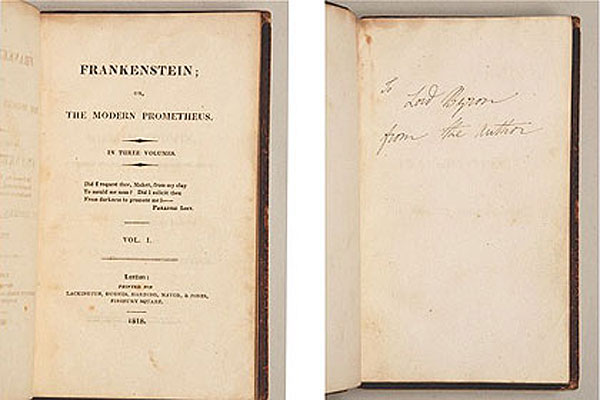 FRANKENSTEIN;
OR,
THE MODERN PROMETHEUS.
IN THREE VOLUMES.
Did I request thee, Maker, from my clay
To mould me man? Did I solicit thee
From darkness to promote me?——
PARADISE LOST.
VOL. I.
London:
PRINTED FOR
LACKINGTON, HUGHES, HARDING, MAVOR, & JONES,
FINSBURY SQUARE.
1818.
To
Lord Byron
from the Author